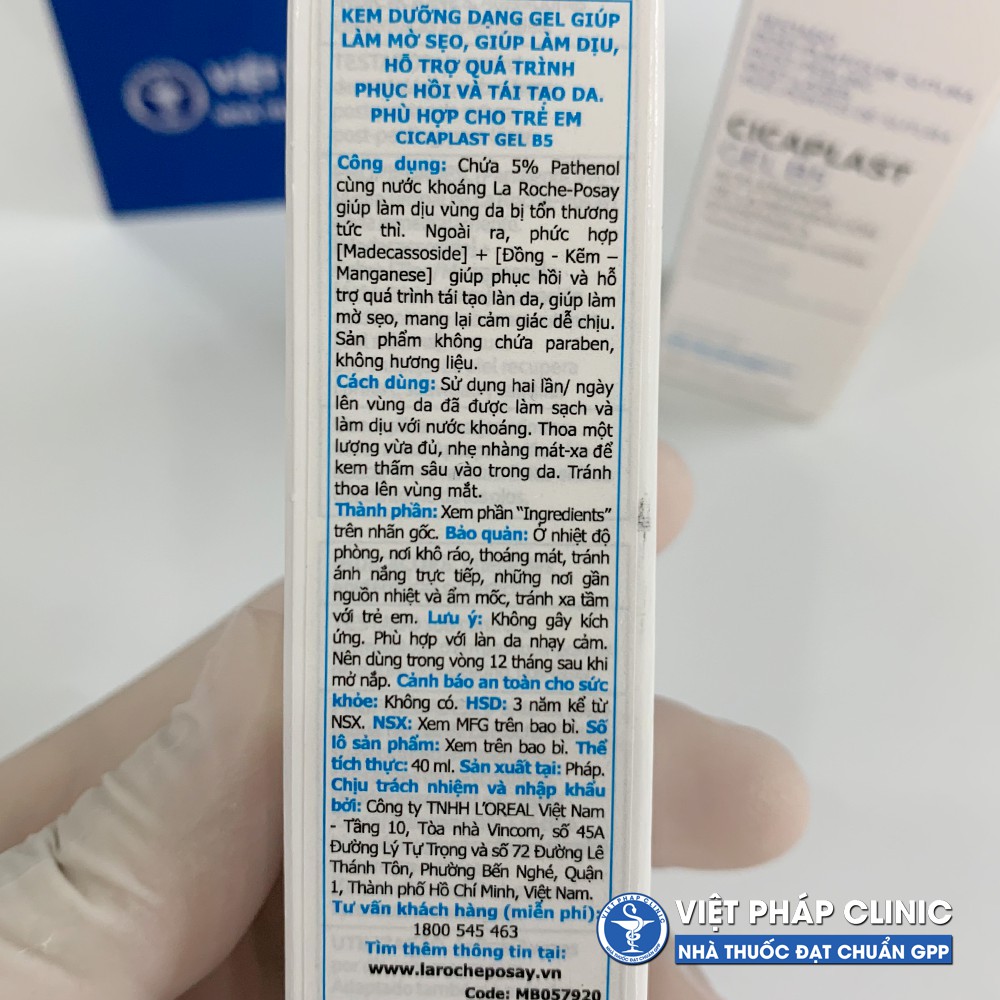 KEM DƯỠNG DẠNG GEL GIÚP
LÀM MỜ SẸO, GIÚP LÀM DỊU,
HỖ TRỢ QUÁ TRÌNH
PHỤC HỒI VÀ TÁI TẠO DA.
PHÙ HỢP CHO TRẺ EM
CICAPLAST GEL B5
Công dụng: Chứa 5% Pathenol
cùng nước khoáng La Roche-Posay
giúp làm dịu vùng da bị tổn thương
tức thì. Ngoài ra, phức hợp
[Madecassoside] + [Đồng - Kẽm –
Manganese] giúp phục hồi và hỗ
trợ quá trình tái tạo làn da, giúp làm
mờ sẹo, mang lại cảm giác dễ chịu.
Sản phẩm không chứa paraben,
không hương liệu.
Cách dùng: Sử dụng hai lần/ ngày
lên vùng da đã được làm sạch và
làm dịu với nước khoáng. Thoa một
lượng vừa đủ, nhẹ nhàng mát-xa để
kem thấm sâu vào trong da. Tránh
thoa lên vùng mắt.
Thành phần: Xem phần "Ingredients"
trên nhãn gốc. Bảo quản: Ở nhiệt độ
phòng, nơi khô ráo, thoáng mát, tránh
ánh nắng trực tiếp, những nơi gần
nguồn nhiệt và ẩm mốc, tránh xa tầm
với trẻ em. Lưu ý: Không gây kích
ứng. Phù hợp với làn da nhạy cảm.
Nên dùng trong vòng 12 tháng sau khi
mở nắp. Cảnh báo an toàn cho sức
khỏe: Không có. HSD: 3 năm kể từ
NSX. NSX: Xem MFG trên bao bì. Số
lô sản phẩm: Xem trên bao bì. Thể
tích thực: 40 ml. Sản xuất tại: Pháp.
Chịu trách nhiệm và nhập khẩu
bởi: Công ty TNHH L'OREAL Việt Nam
- Tầng 10, Tòa nhà Vincom, số 45A
Đường Lý Tự Trọng và số 72 Đường Lê
Thánh Tôn, Phường Bến Nghé, Quận
1, Thành phố Hồ Chí Minh, Việt Nam.
Tư vấn khách hàng (miễn phí):
1800 545 463
Tìm thêm thông tin tại:
www.larocheposay.vn
Code: MB057920
CICAPLAST
GEL B5
VIỆT PHÁP CLINIC
VIỆT PHÁP CLINIC
NHÀ THUỐC ĐẠT CHUẨN GPP
NHÀ THUỐC ĐẠT CHUẨN GPP